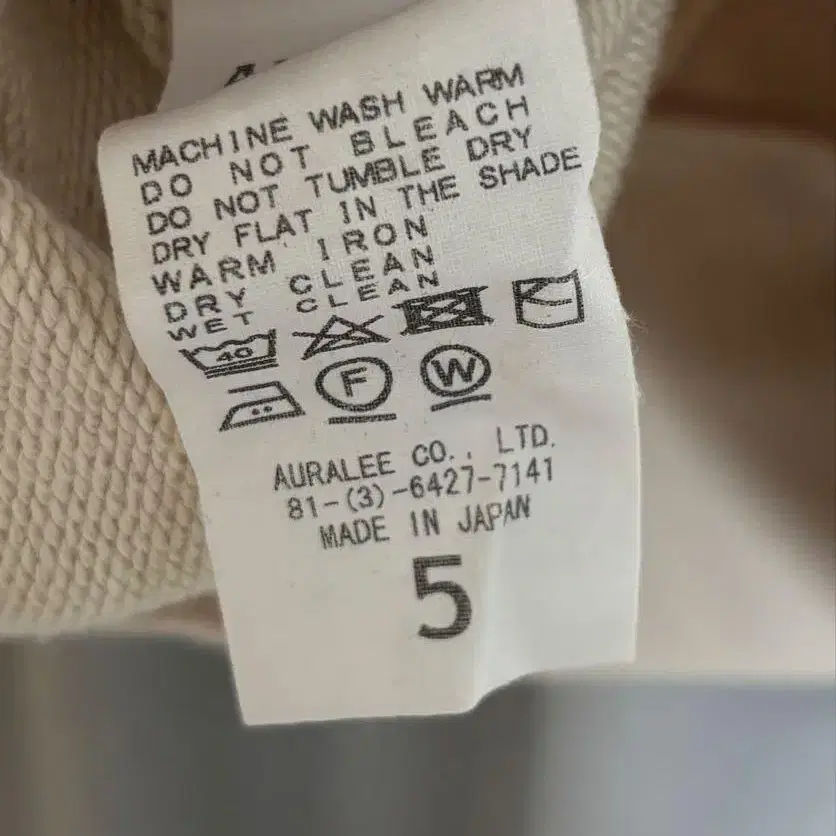 MACHINE WASH WARM
DO NOT BLEACH
DO NOT TUMBLE DRY
DRY FLAT IN THE SHADE
WARM IRON
DRY CLEAN
WET CLEAN
40
F W
AURALEE CO., LTD.
81-(3)-6427-7141
MADE IN JAPAN
5